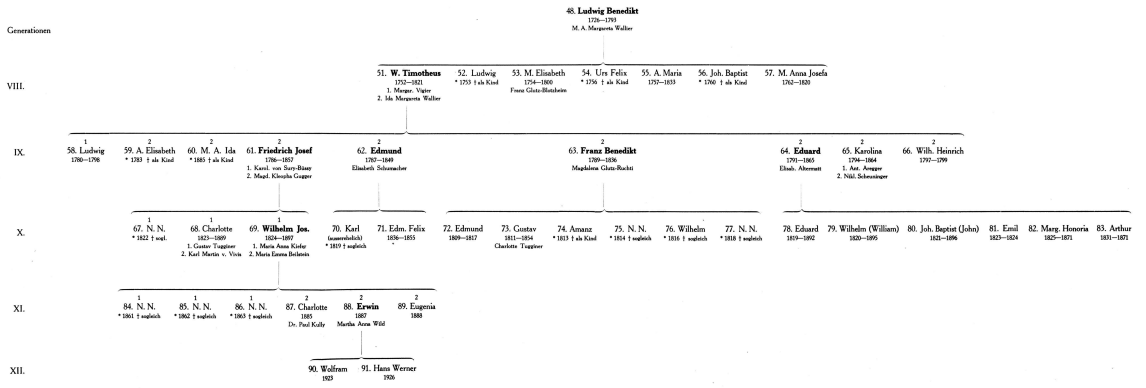 48. Ludwig Benedikt
1726—1793
M. A. Margareta Wallier
Generationen
VIII.
51. W. Timotheus
1752—1821
1. Margar. Vigier
2. Ida Margareta Wallier
52. Ludwig
* 1753 † als Kind
53. M. Elisabeth
1754—1800
Franz Glutz-Blotzheim
54. Urs Felix
* 1756 † als Kind
55. A. Maria
1757—1833
56. Joh. Baptist
* 1760 † als Kind
57. M. Anna Josefa
1762—1820
IX.
1
58. Ludwig
1780—1798
2
59. A. Elisabeth
* 1783 † als Kind
2
60. M. A. Ida
* 1885 † als Kind
2
61. Friedrich Josef
1786—1857
1. Karol. von Sury-Büssy
2. Magd. Kleopha Gugger
2
62. Edmund
1787—1849
Elisabeth Schumacher
2
63. Franz Benedikt
1789—1836
Magdalena Glutz-Ruchti
2
64. Eduard
1791—1865
Elisab. Altermatt
2
65. Karolina
1794—1864
1. Ant. Aregger
2. Nikl. Scheuninger
2
66. Wilh. Heinrich
1797—1799
X.
1
67. N. N.
* 1822 † sogl.
1
68. Charlotte
1823—1889
1. Gustav Tugginer
2. Karl Martin v. Vivis
1
69. Wilhelm Jos.
1824—1897
1. Maria Anna Kiefer
2. Maria Emma Beilstein
70. Karl
(ausserehelich)
* 1819 † sogleich
71. Edm. Felix
1836—1855
72. Edmund
1809—1817
73. Gustav
1811—1854
Charlotte Tugginer
74. Amanz
* 1813 † als Kind
75. N. N.
* 1814 † sogleich
76. Wilhelm
* 1816 † sogleich
77. N. N.
* 1818 † sogleich
78. Eduard
1819—1892
79. Wilhelm (William)
1820—1895
80. Joh. Baptist (John)
1821—1896
81. Emil
1823—1824
82. Marg. Honoria
1825—1871
83. Arthur
1831—1871
XI.
1
84. N. N.
* 1861 † sogleich
1
85. N. N.
* 1862 † sogleich
1
86. N. N.
* 1863 † sogleich
2
87. Charlotte
1885
Dr. Paul Kully
2
88. Erwin
1887
Martha Anna Wild
2
89. Eugenia
1888
XII.
90. Wolfram
1923
91. Hans Werner
1926